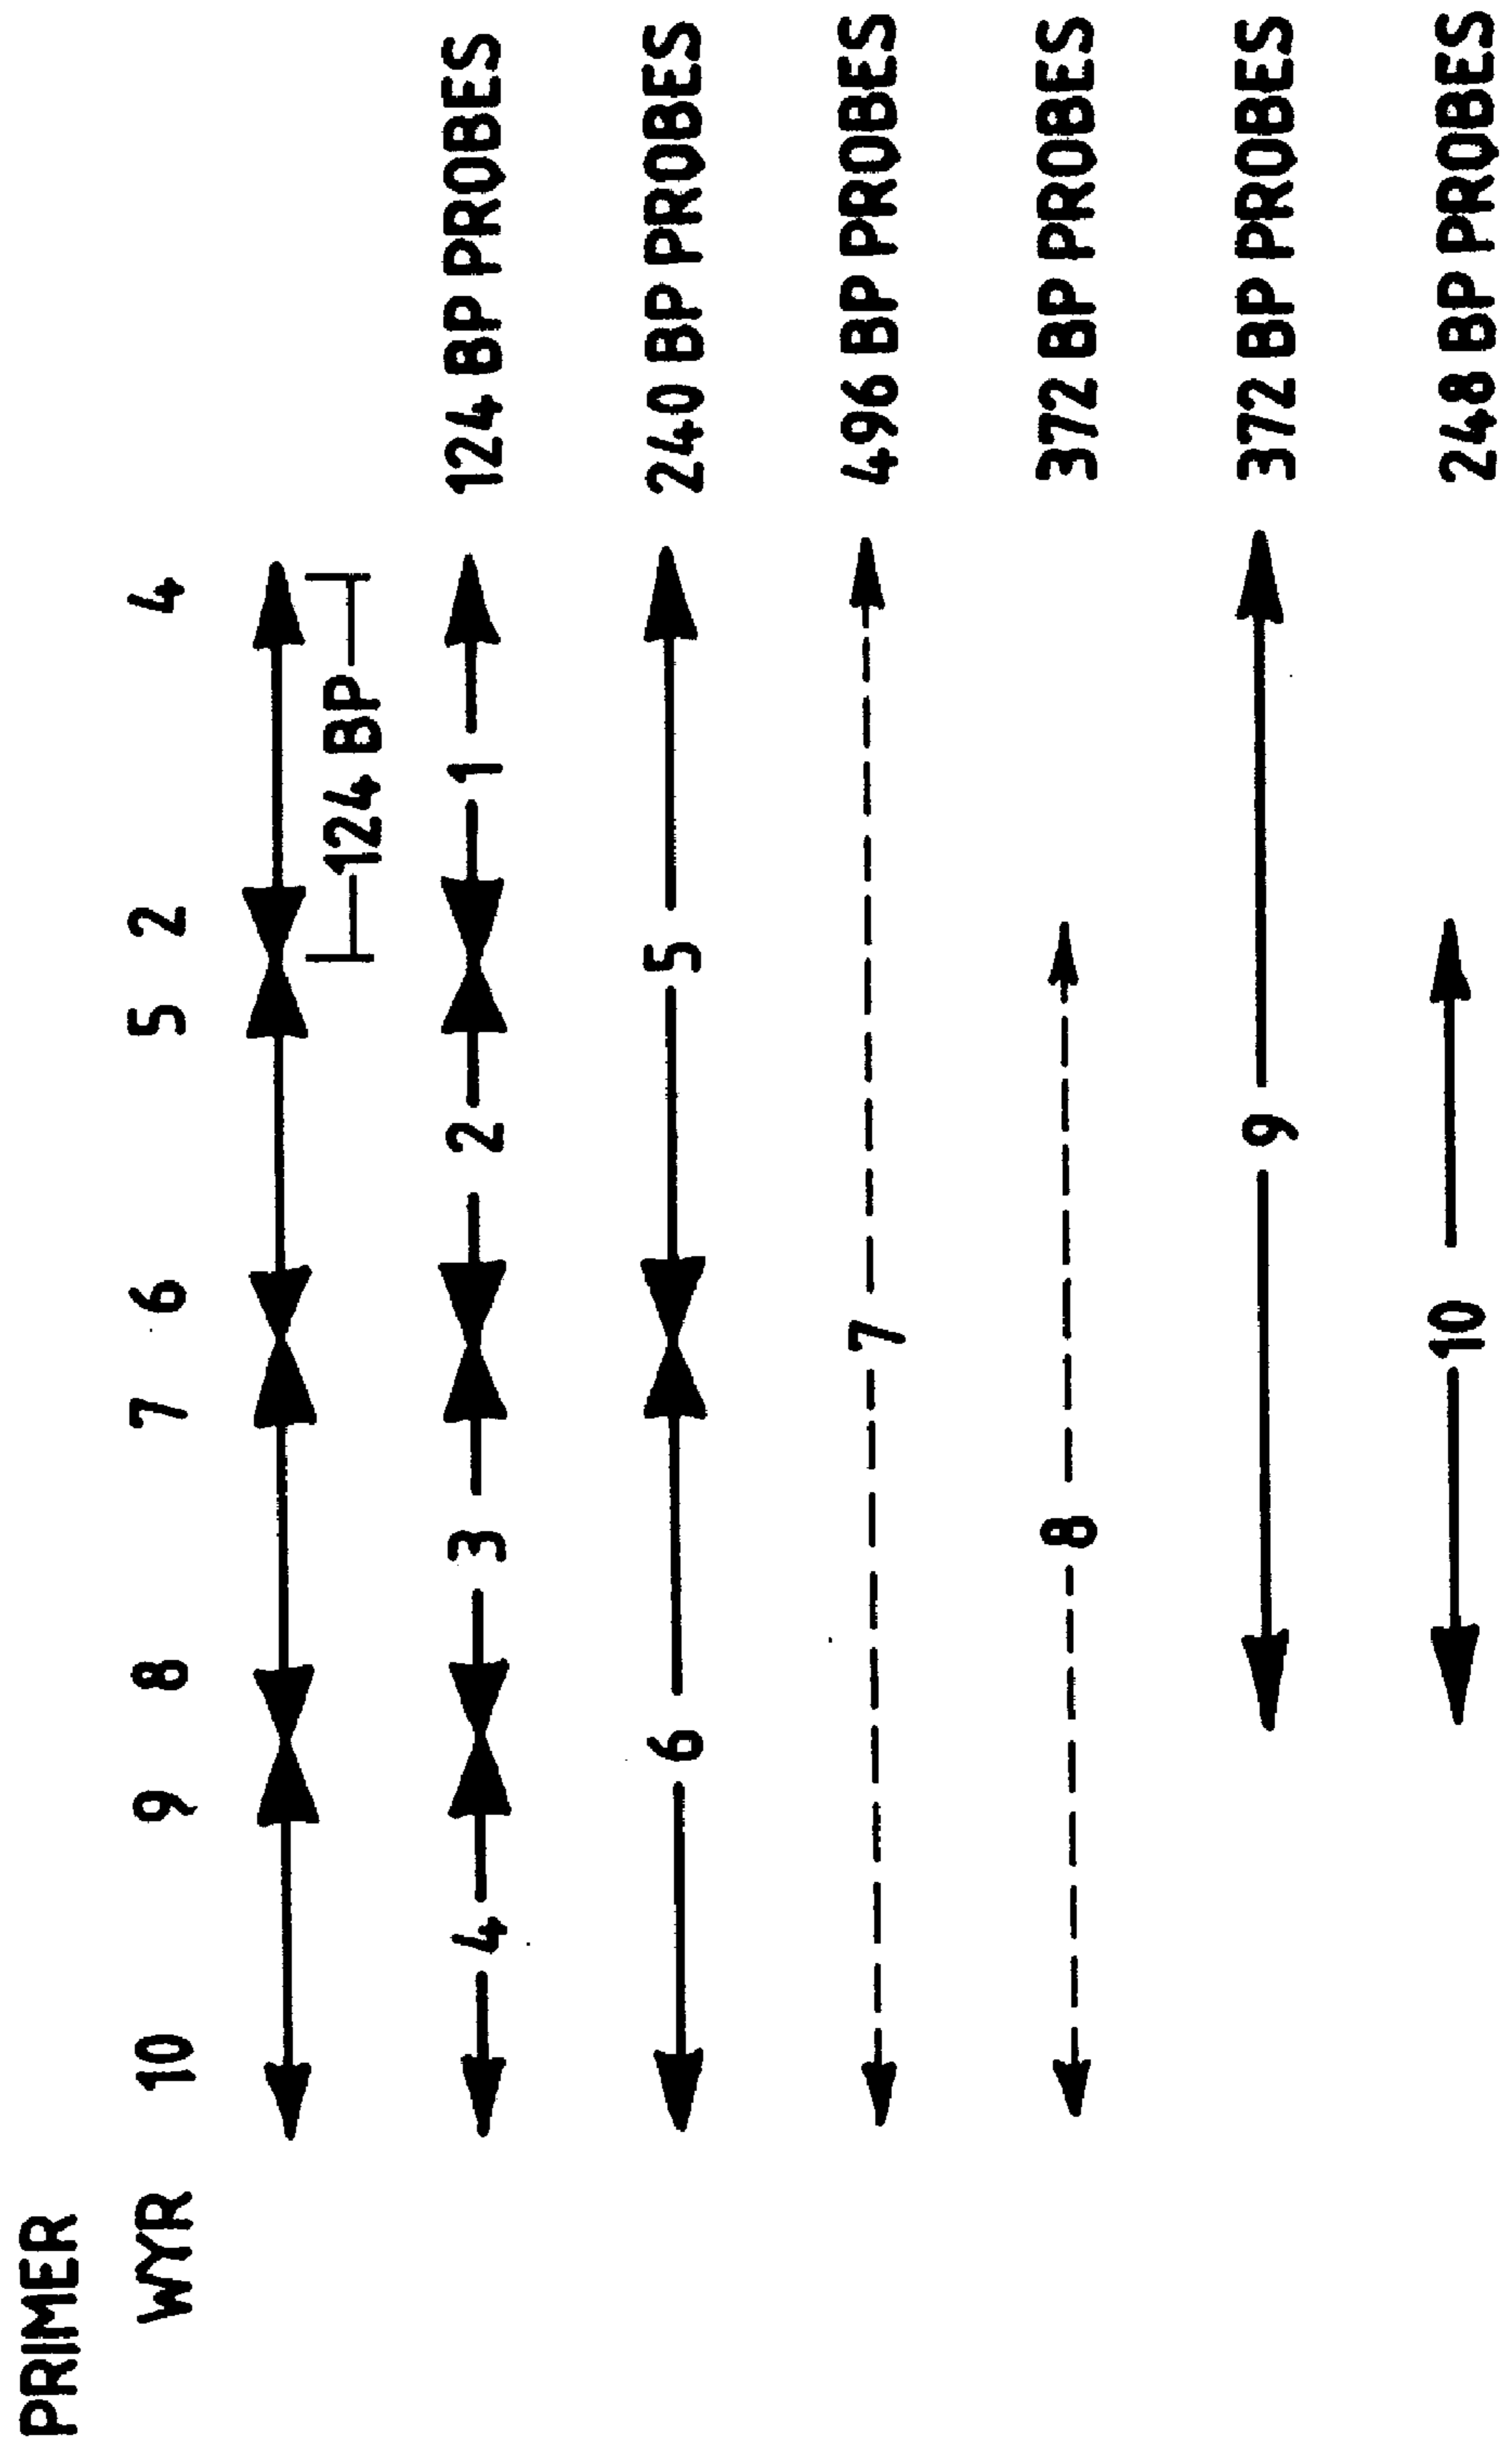 PRIMER
WYR 10 9 8 7 6 5 2 4
124 BP
4 3 2 1 124 BP PROBES
6 5 240 BP PROBES
7 496 BP PROBES
8 372 BP PROBES
9 372 BP PROBES
10 248 BP PROBES